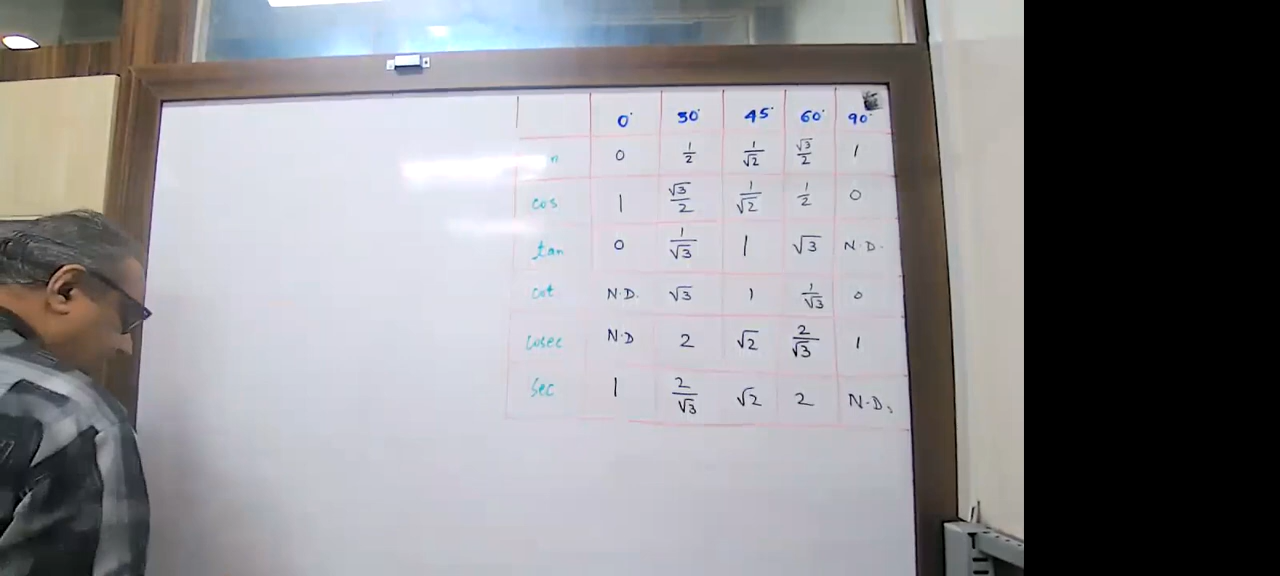 0° 30° 45° 60° 90°
n 0 1/2 1/√2 √3/2 1
cos 1 √3/2 1/√2 1/2 0
tan 0 1/√3 1 √3 N.D.
cot N.D. √3 1 1/√3 0
cosec N.D 2 √2 2/√3 1
sec 1 2/√3 √2 2 N.D.